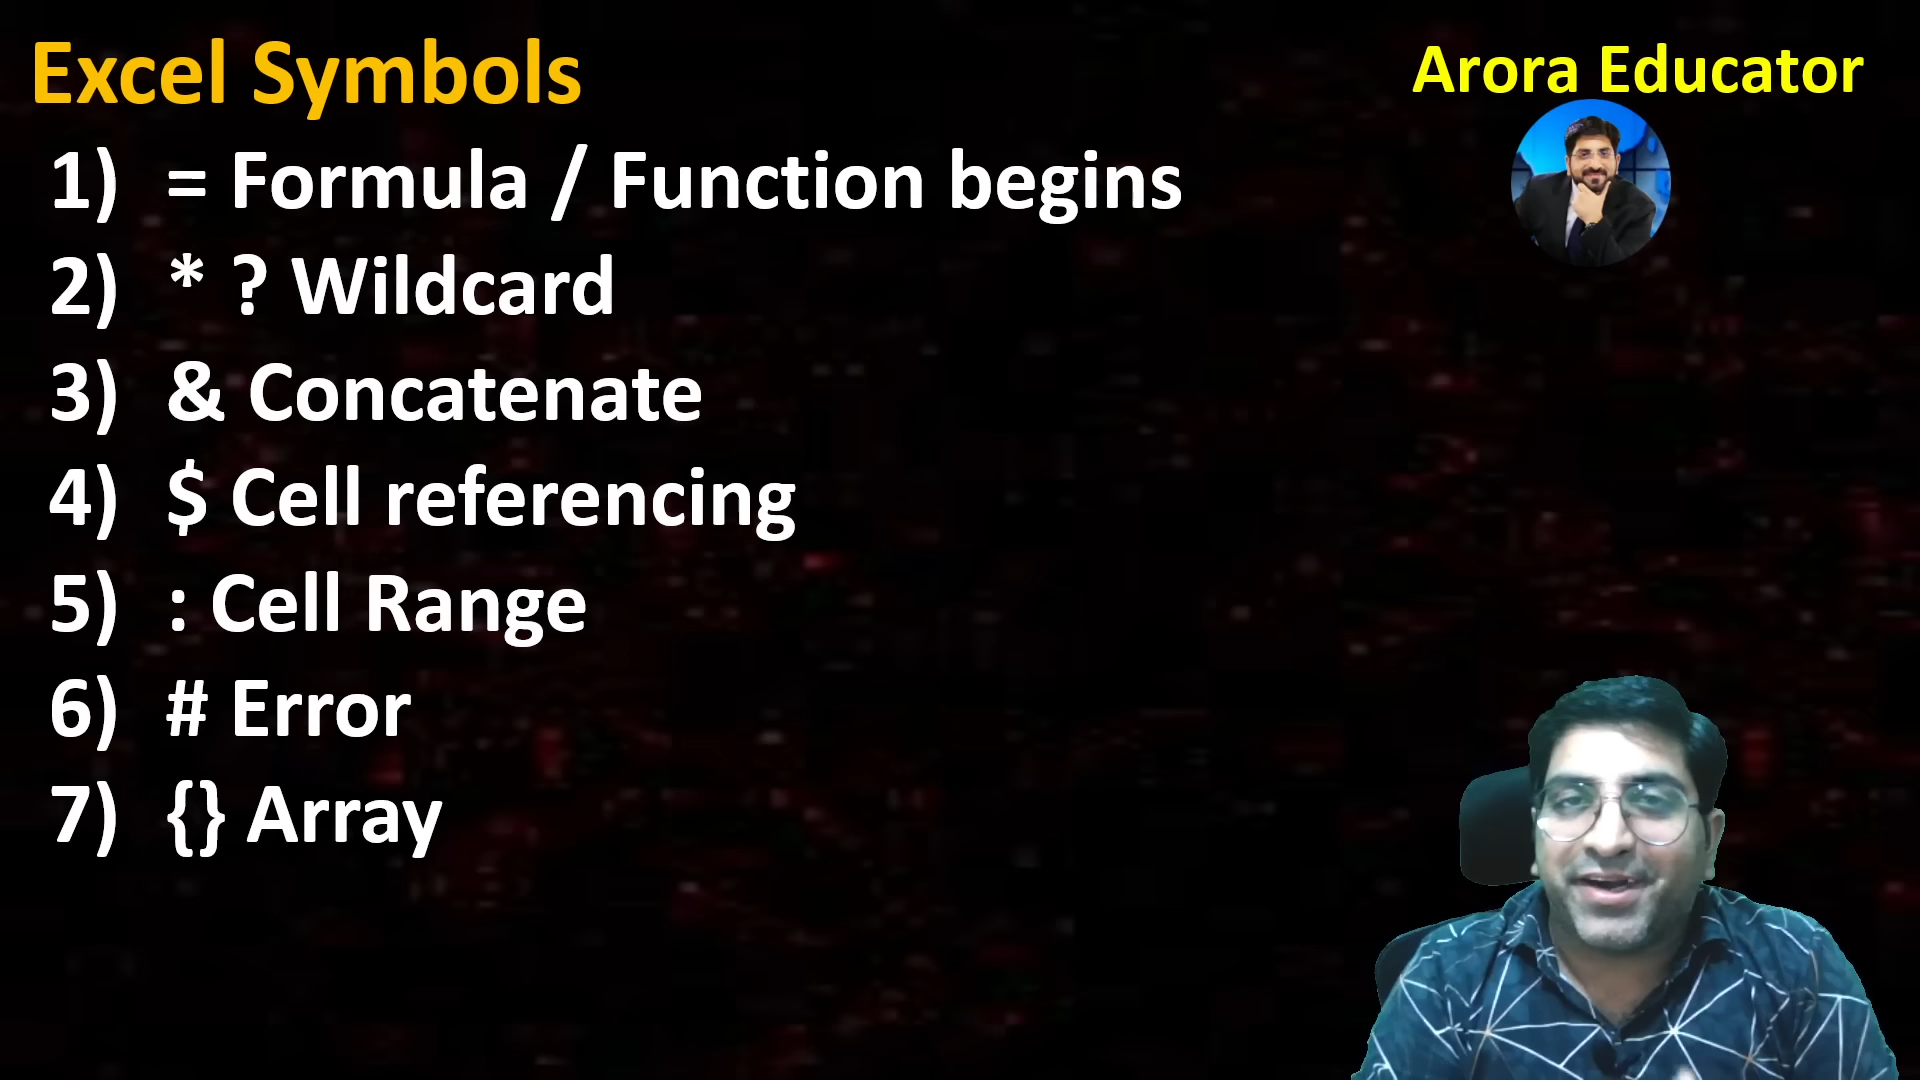 Excel Symbols
Arora Educator
1) = Formula / Function begins
2) * ? Wildcard
3) & Concatenate
4) $ Cell referencing
5) : Cell Range
6) # Error
7) {} Array